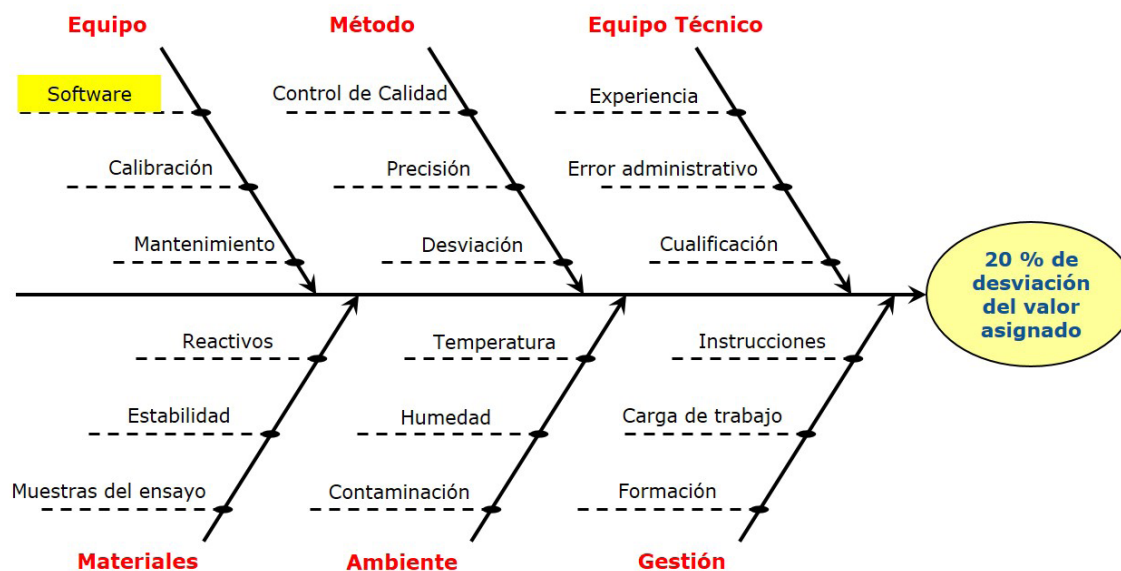 Equipo
Método
Equipo Técnico
Software
Control de Calidad
Experiencia
Calibración
Precisión
Error administrativo
Mantenimiento
Desviación
Cualificación
20 % de
desviación
del valor
asignado
Reactivos
Temperatura
Instrucciones
Estabilidad
Humedad
Carga de trabajo
Muestras del ensayo
Contaminación
Formación
Materiales
Ambiente
Gestión